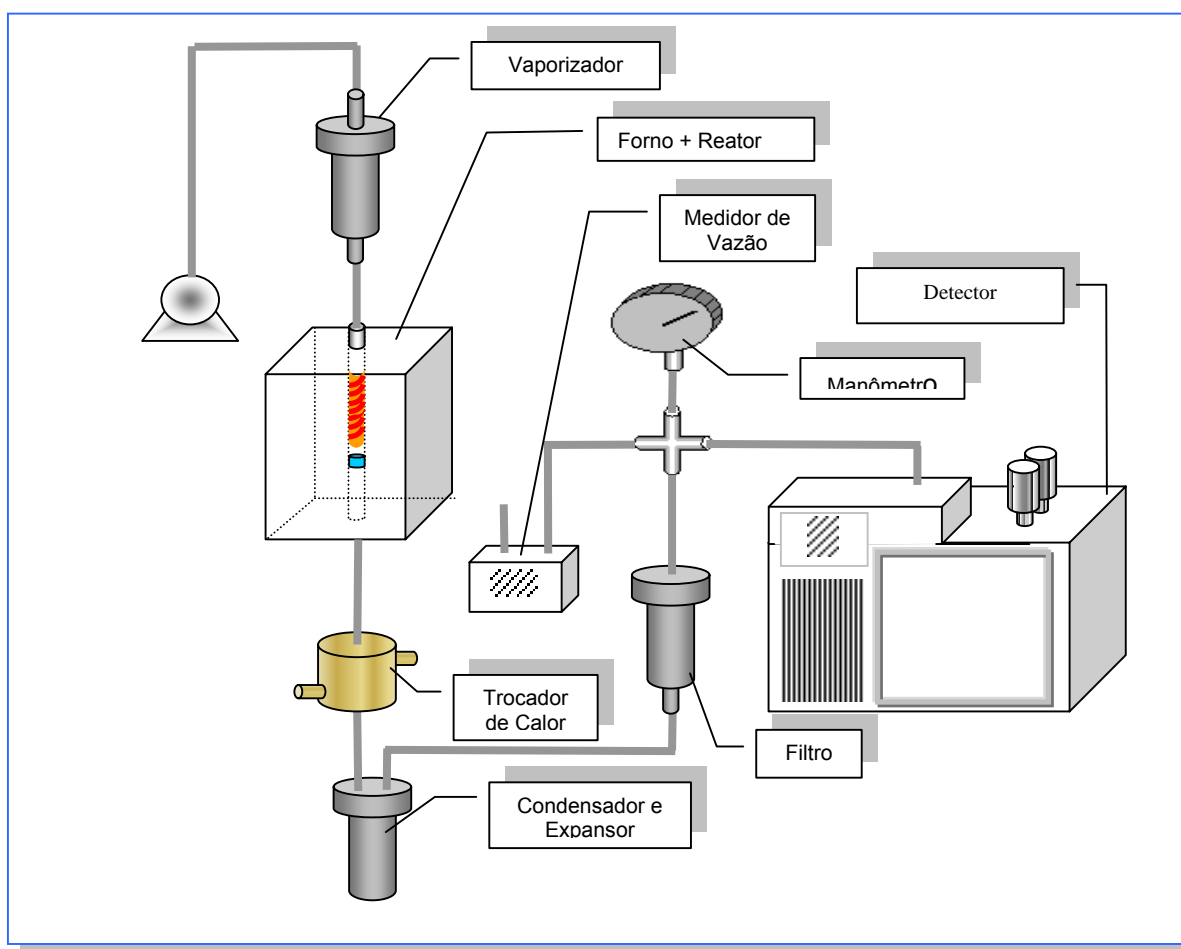 Vaporizador
Forno + Reator
Medidor de
Vazão
Detector
Manômetro
Trocador
de Calor
Filtro
Condensador e
Expansor